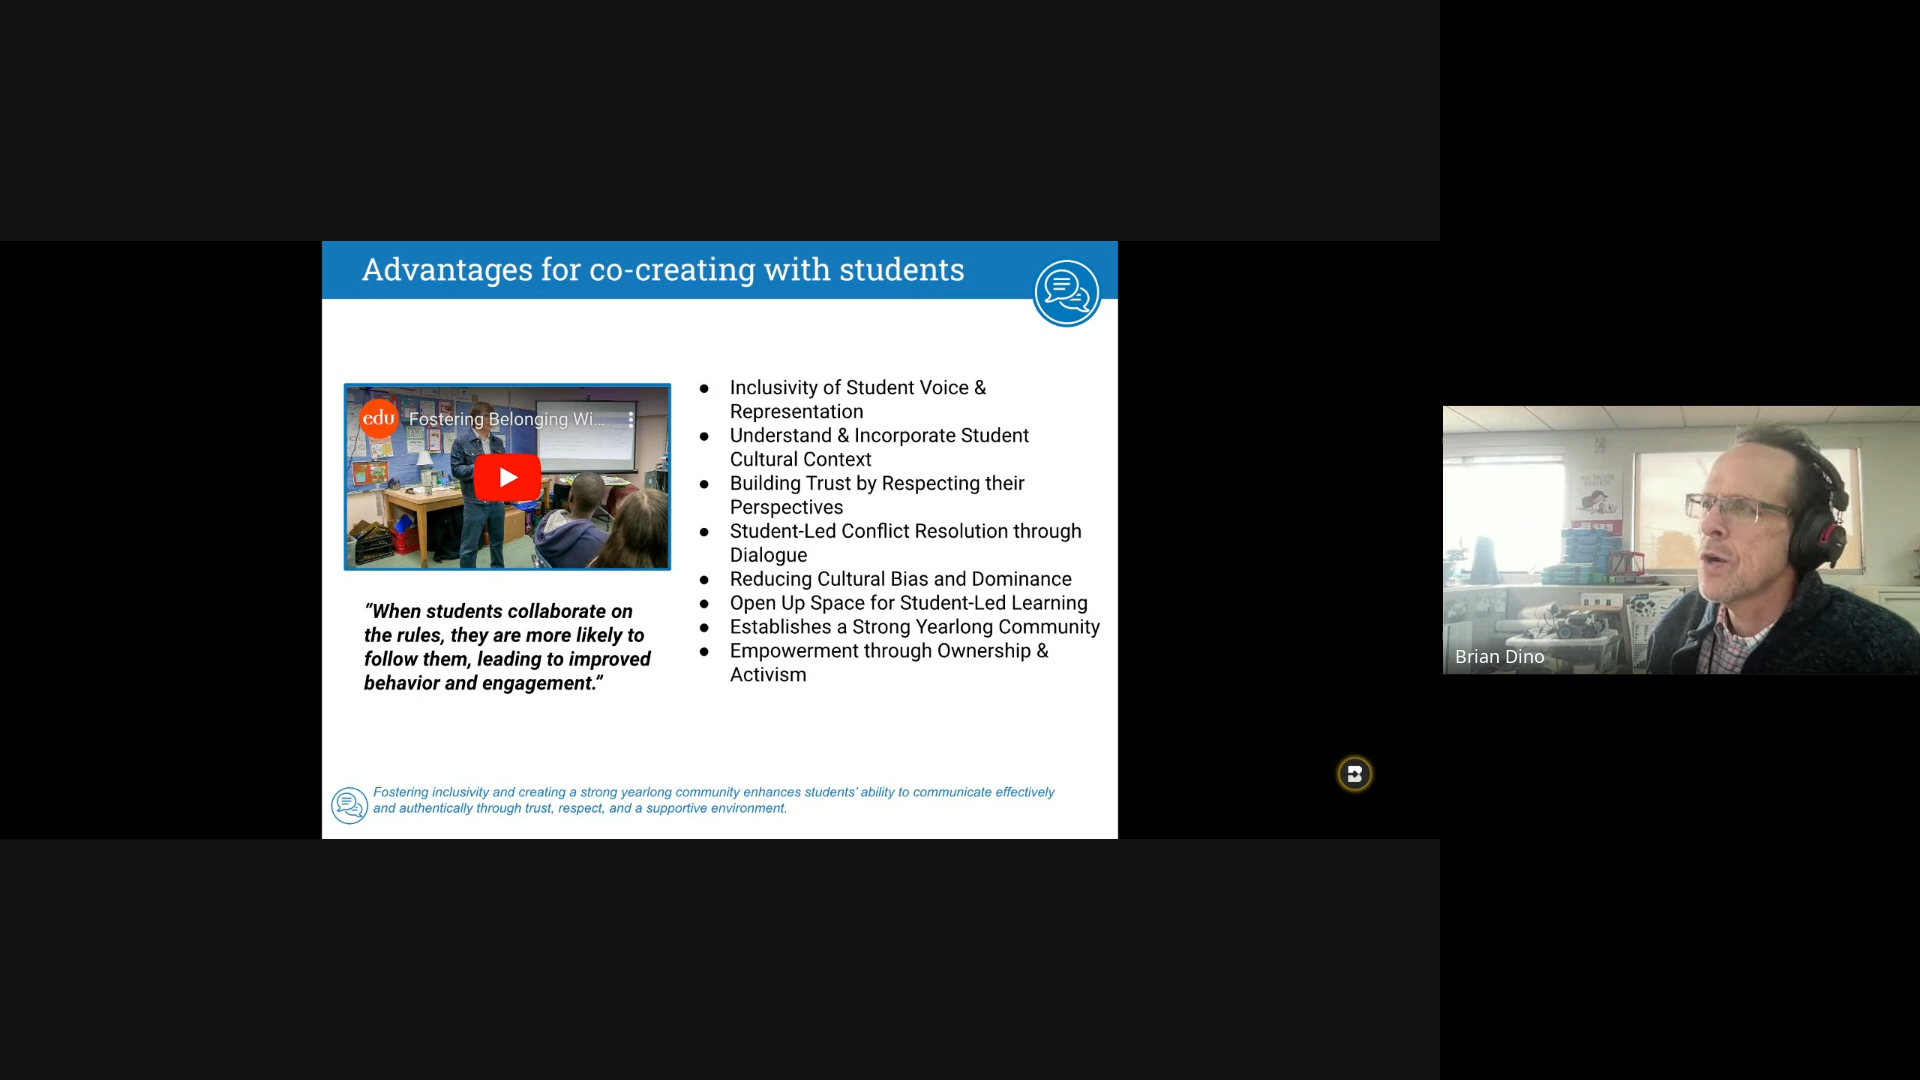 Advantages for co-creating with students
edu
Fostering Belonging Wi...
“When students collaborate on
the rules, they are more likely to
follow them, leading to improved
behavior and engagement.”
● Inclusivity of Student Voice &
Representation
● Understand & Incorporate Student
Cultural Context
● Building Trust by Respecting their
Perspectives
● Student-Led Conflict Resolution through
Dialogue
● Reducing Cultural Bias and Dominance
● Open Up Space for Student-Led Learning
● Establishes a Strong Yearlong Community
● Empowerment through Ownership &
Activism
Fostering inclusivity and creating a strong yearlong community enhances students’ ability to communicate effectively
and authentically through trust, respect, and a supportive environment.
Brian Dino